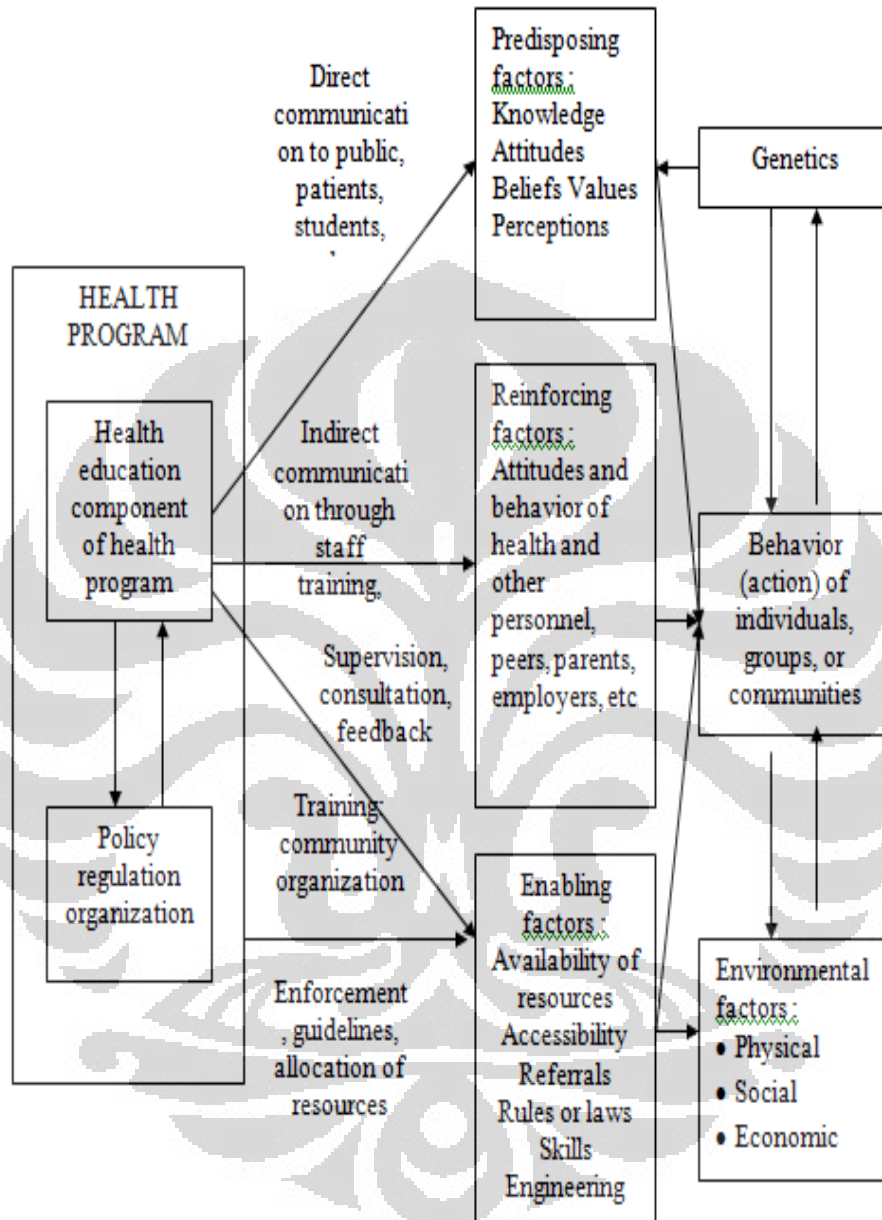 Direct
communicati
on to public,
patients,
students,
Predisposing
factors :
Knowledge
Attitudes
Beliefs Values
Perceptions
Genetics
HEALTH
PROGRAM
Health
education
component
of health
program
Indirect
communicati
on through
staff
training,
Reinforcing
factors :
Attitudes and
behavior of
health and
other
personnel,
peers, parents,
employers, etc
Behavior
(action) of
individuals,
groups, or
communities
Supervision,
consultation,
feedback
Policy
regulation
organization
Training
community
organization
Enforcement
, guidelines,
allocation of
resources
Enabling
factors :
Availability of
resources
Accessibility
Referrals
Rules or laws
Skills
Engineering
Environmental
factors :
• Physical
• Social
• Economic